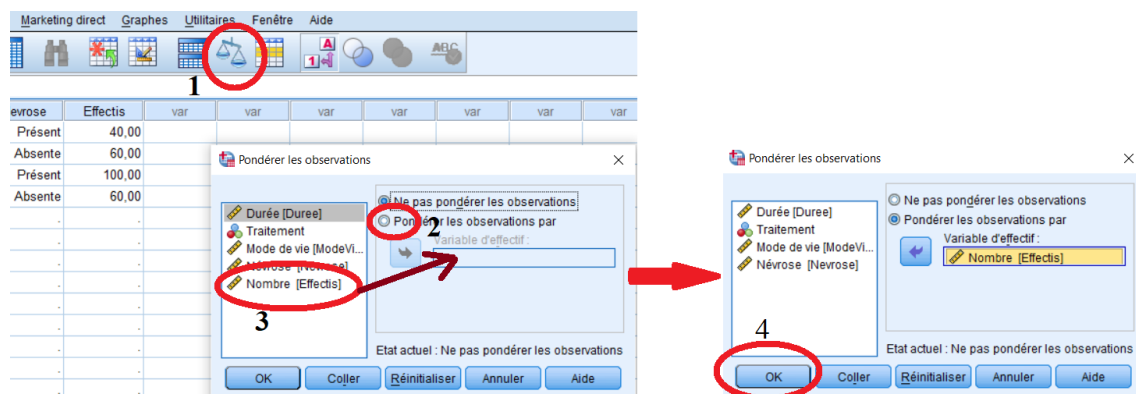 Marketing direct Graphes Utilitaires Fenêtre Aide
A
1
ABC
1
evrose Effectis var var var var var var var
Présent 40,00
Absente 60,00
Présent 100,00
Absente 60,00
Pondérer les observations
Durée [Duree]
Traitement
Mode de vie [ModeVi...
Névrose [Nevrose]
Nombre [Effectis]
3
Ne pas pondérer les observations
Pondérer les observations par
2
Variable d'effectif :
Etat actuel : Ne pas pondérer les observations
OK Coller Réinitialiser Annuler Aide
Pondérer les observations
Durée [Duree]
Traitement
Mode de vie [ModeVi...
Névrose [Nevrose]
Ne pas pondérer les observations
Pondérer les observations par
Variable d'effectif :
Nombre [Effectis]
4
Etat actuel : Ne pas pondérer les observations
OK Coller Réinitialiser Annuler Aide